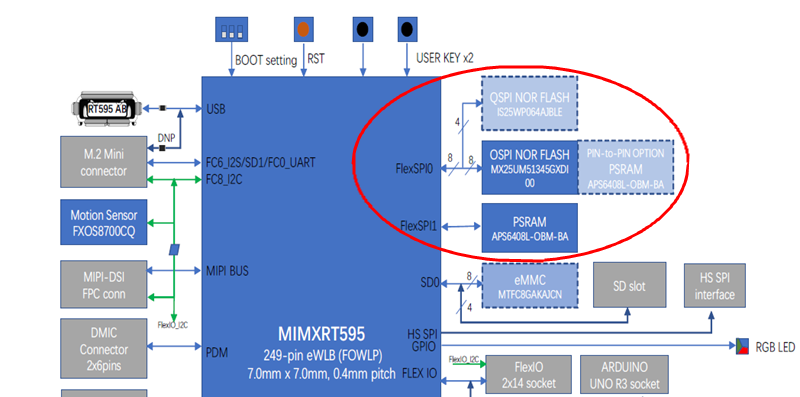 BOOT setting
RST
USER KEY x2
RT595 AB
USB
DNP
M.2 Mini
connector
FC6_I2S/SD1/FC0_UART
FC8_I2C
Motion Sensor
FXOS8700CQ
MIPI-DSI
FPC conn
MIPI BUS
FlexIO_I2C
DMIC
Connector
2x6pins
PDM
MIMXRT595
249-pin eWLB (FOWLP)
7.0mm x 7.0mm, 0.4mm pitch
QSPI NOR FLASH
IS25WP064AJBLE
4
FlexSPI0
8
8
OSPI NOR FLASH
MX25UM51345GXDI
00
PIN-to-PIN OPTION
PSRAM
APS6408L-OBM-BA
FlexSPI1
PSRAM
APS6408L-OBM-BA
SD0
8
4
eMMC
MTFC8GAKAJCN
SD slot
HS SPI
interface
HS SPI
GPIO
RGB LED
FlexIO_I2C
FLEX IO
FlexIO
2x14 socket
ARDUINO
UNO R3 socket